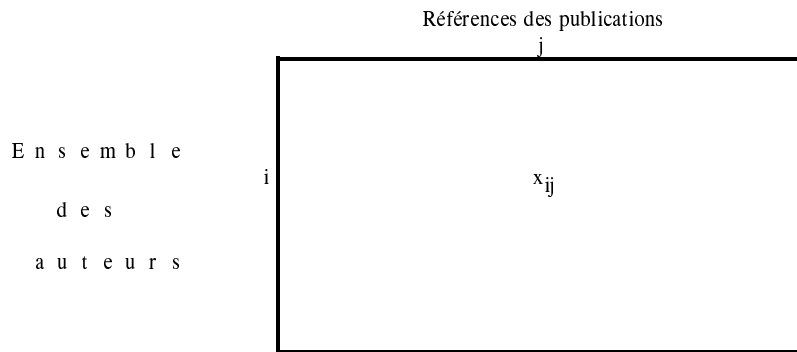 Références des publications
j
E n s e m b l e
i
x ij
d e s
a u t e u r s